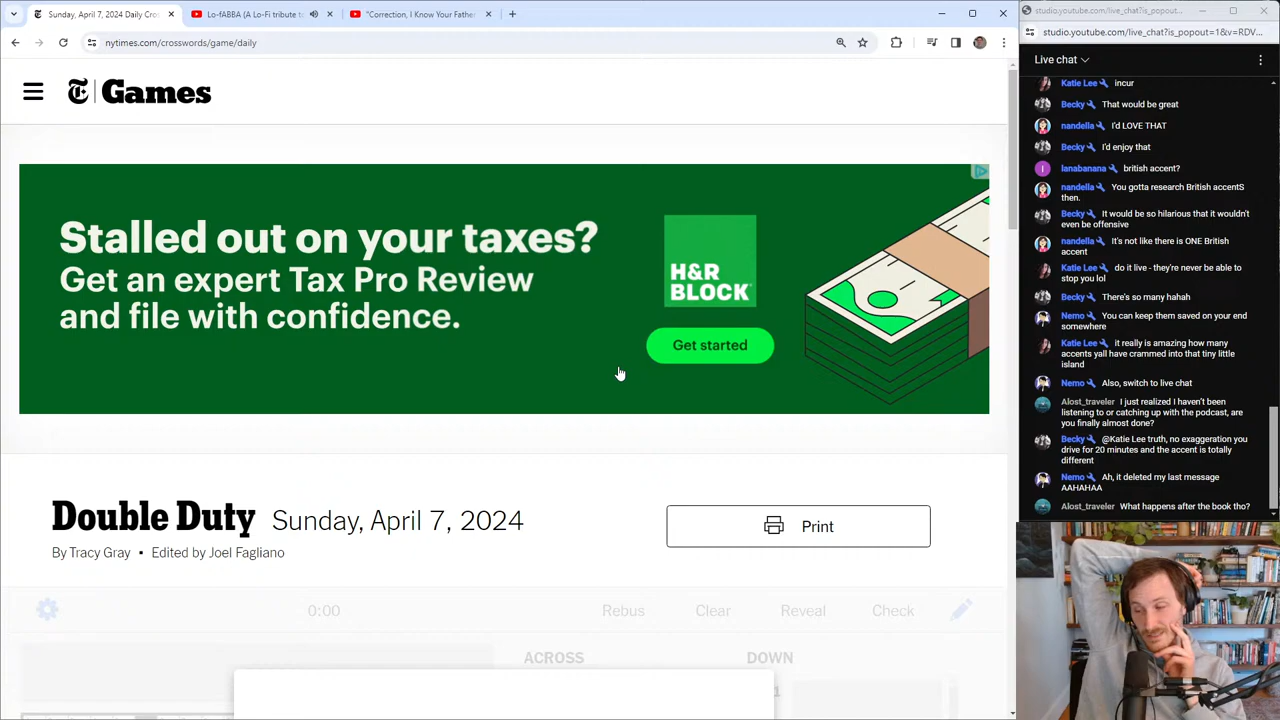 Sunday, April 7, 2024 Daily Cros
Lo-fABBA (A Lo-Fi tribute to
"Correction, I Know Your Father
nytimes.com/crosswords/game/daily
Games
Stalled out on your taxes?
Get an expert Tax Pro Review
and file with confidence.
H&R
BLOCK
Get started
Double Duty Sunday, April 7, 2024
Print
By Tracy Gray • Edited by Joel Fagliano
0:00
Rebus Clear Reveal Check
ACROSS DOWN
studio.youtube.com/live_chat?is_popout...
studio.youtube.com/live_chat?is_popout=1&v=RDV...
Live chat
Katie Lee incur
Becky That would be great
nandella I'd LOVE THAT
Becky I'd enjoy that
I
lanabanana british accent?
nandella You gotta research British accentS
then.
Becky It would be so hilarious that it wouldn't
even be offensive
nandella It's not like there is ONE British
accent
Katie Lee do it live - they're never be able to
stop you lol
Becky There's so many hahah
Nemo You can keep them saved on your end
somewhere
Katie Lee it really is amazing how many
accents yall have crammed into that tiny little
island
Nemo Also, switch to live chat
Alost_traveler I just realized I haven't been
listening to or catching up with the podcast, are
you finally almost done?
Becky @Katie Lee truth, no exaggeration you
drive for 20 minutes and the accent is totally
different
Nemo Ah, it deleted my last message
AAHAHAA
Alost_traveler What happens after the book tho?